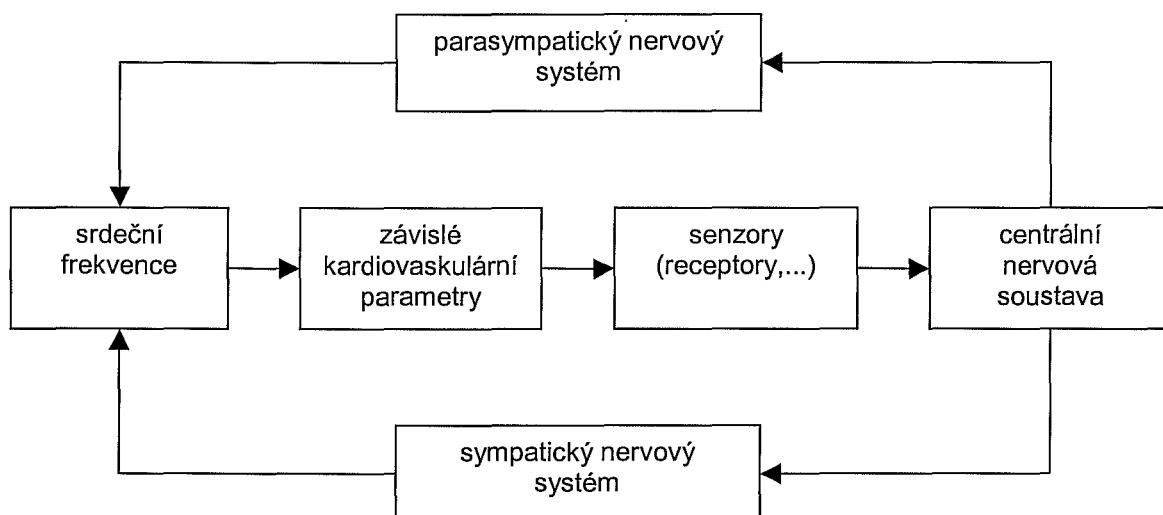 parasympatický nervový
systém
srdeční
frekvence
závislé
kardiovaskulární
parametry
senzory
(receptory,...)
centrální
nervová
soustava
sympatický nervový
systém